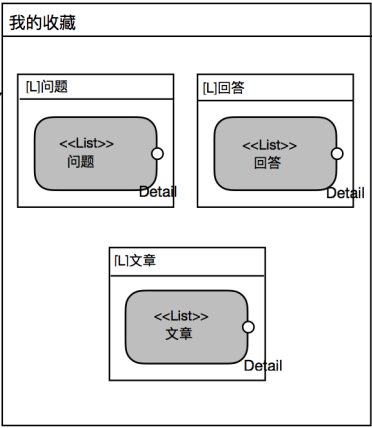 我的收藏
[L]问题
<<List>>
问题
Detail
[L]回答
<<List>>
回答
Detail
[L]文章
<<List>>
文章
Detail